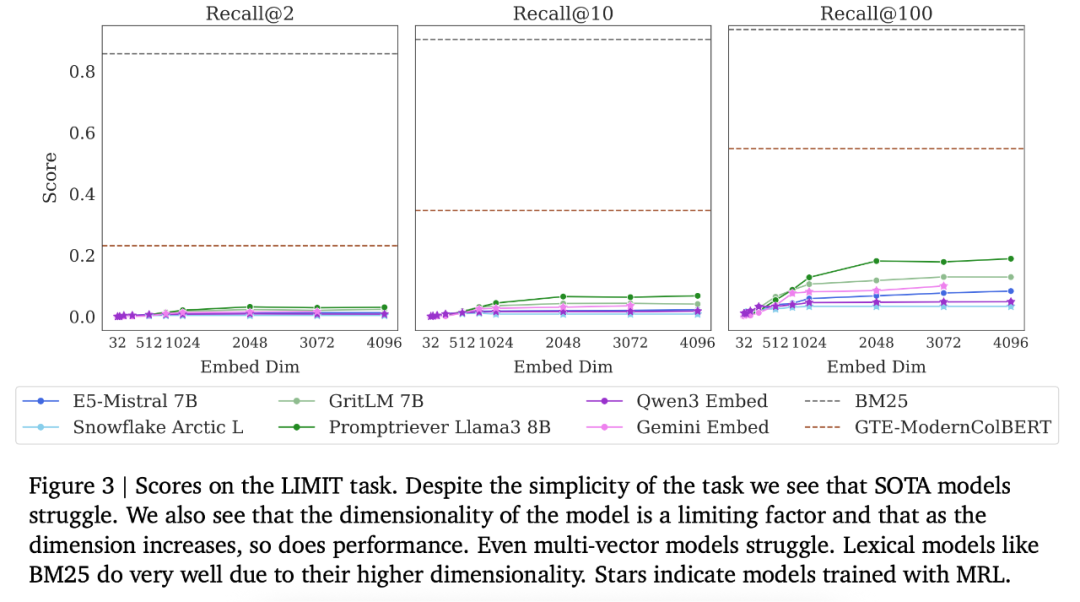 Recall@2
Recall@10
Recall@100
Score
0.8
0.6
0.4
0.2
0.0
32 512 1024 2048 3072 4096
32 512 1024 2048 3072 4096
32 512 1024 2048 3072 4096
Embed Dim
Embed Dim
Embed Dim
E5-Mistral 7B
GritLM 7B
Qwen3 Embed
BM25
Snowflake Arctic L
Promptriever Llama3 8B
Gemini Embed
GTE-ModernColBERT
Figure 3 | Scores on the LIMIT task. Despite the simplicity of the task we see that SOTA models
struggle. We also see that the dimensionality of the model is a limiting factor and that as the
dimension increases, so does performance. Even multi-vector models struggle. Lexical models like
BM25 do very well due to their higher dimensionality. Stars indicate models trained with MRL.